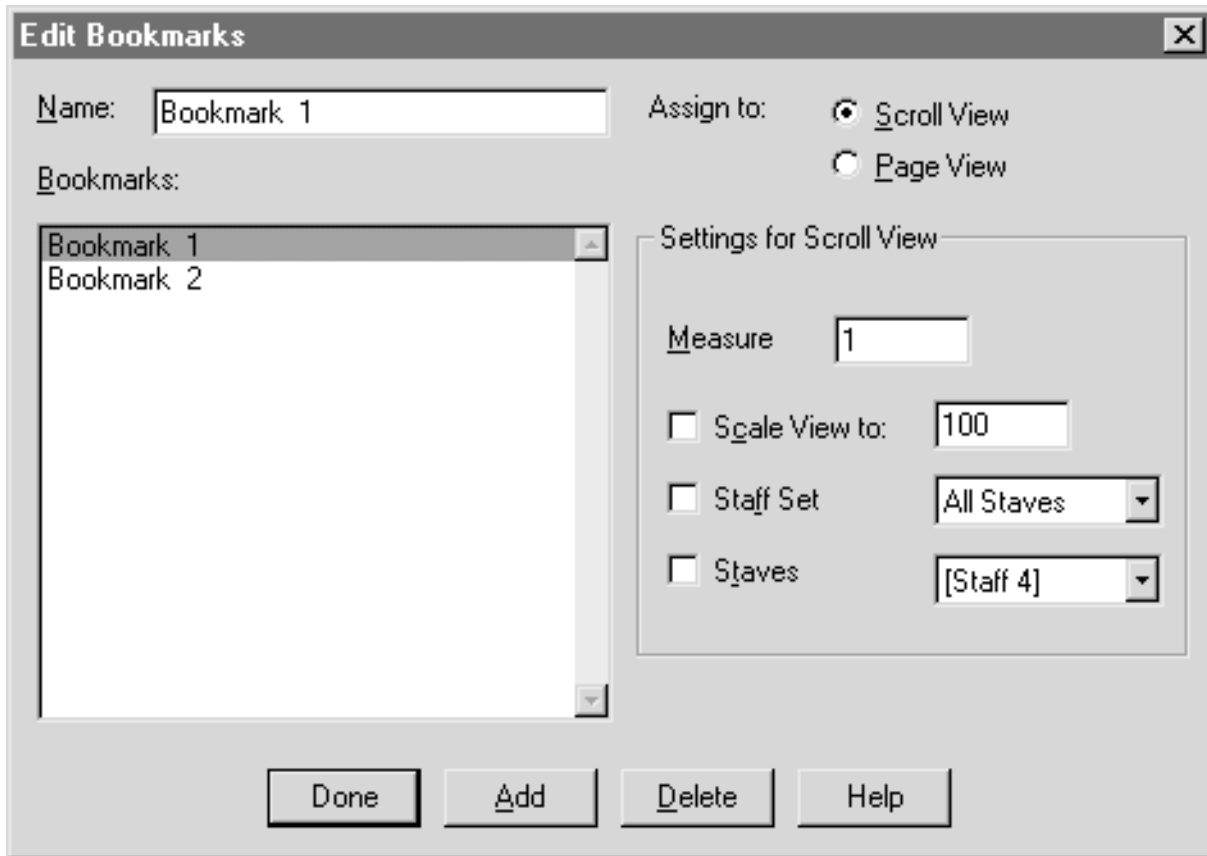 Edit Bookmarks
Name: Bookmark 1
Assign to: Scroll View
Page View
Bookmarks:
Bookmark 1
Bookmark 2
Settings for Scroll View
Measure 1
Scale View to: 100
Staff Set All Staves
Staves [Staff 4]
Done Add Delete Help